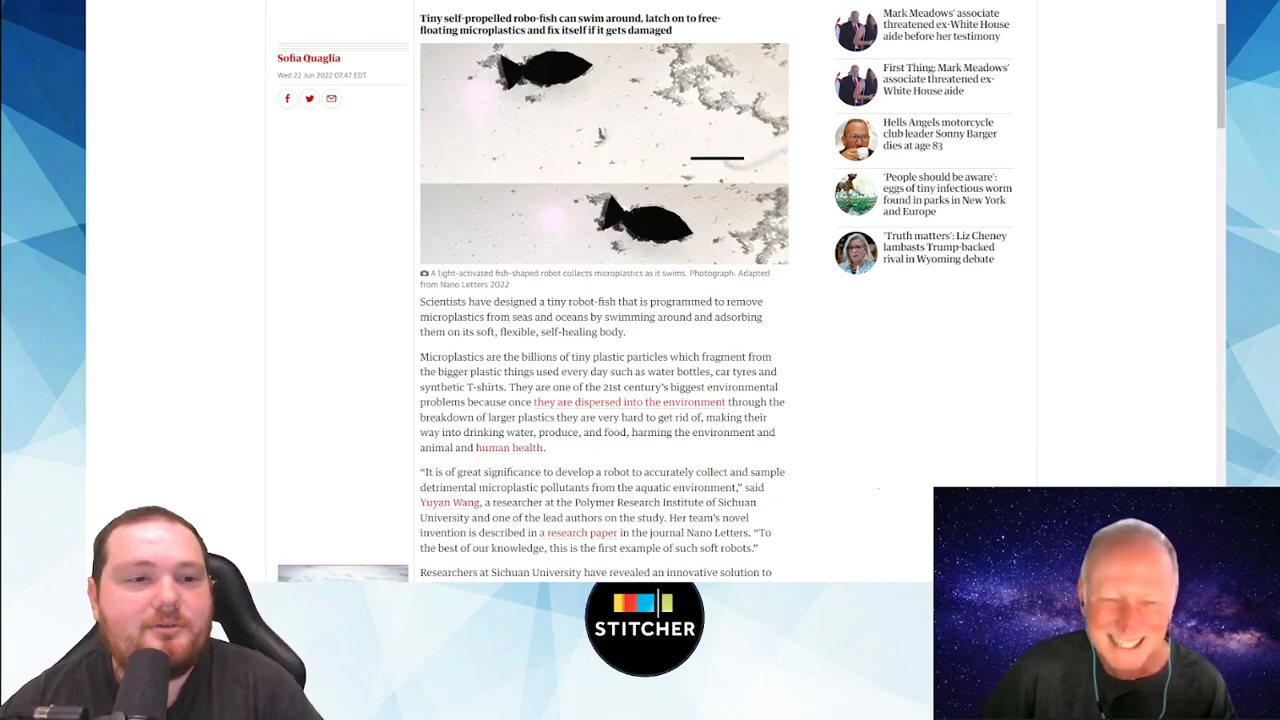 Tiny self-propelled robo-fish can swim around, latch on to free-
floating microplastics and fix itself if it gets damaged
Sofia Quaglia
Wed 22 Jun 2022 07.47 EDT
A light-activated fish-shaped robot collects microplastics as it swims. Photograph: Adapted
from Nano Letters 2022
Scientists have designed a tiny robot-fish that is programmed to remove
microplastics from seas and oceans by swimming around and adsorbing
them on its soft, flexible, self-healing body.
Microplastics are the billions of tiny plastic particles which fragment from
the bigger plastic things used every day such as water bottles, car tyres and
synthetic T-shirts. They are one of the 21st century’s biggest environmental
problems because once they are dispersed into the environment through the
breakdown of larger plastics they are very hard to get rid of, making their
way into drinking water, produce, and food, harming the environment and
animal and human health.
“It is of great significance to develop a robot to accurately collect and sample
detrimental microplastic pollutants from the aquatic environment,” said
Yuyan Wang, a researcher at the Polymer Research Institute of Sichuan
University and one of the lead authors on the study. Her team’s novel
invention is described in a research paper in the journal Nano Letters. “To
the best of our knowledge, this is the first example of such soft robots.”
Researchers at Sichuan University have revealed an innovative solution to
Mark Meadows’ associate
threatened ex-White House
aide before her testimony
First Thing: Mark Meadows’
associate threatened ex-
White House aide
Hells Angels motorcycle
club leader Sonny Barger
dies at age 83
‘People should be aware’:
eggs of tiny infectious worm
found in parks in New York
and Europe
‘Truth matters’: Liz Cheney
lambasts Trump-backed
rival in Wyoming debate
STITCHER